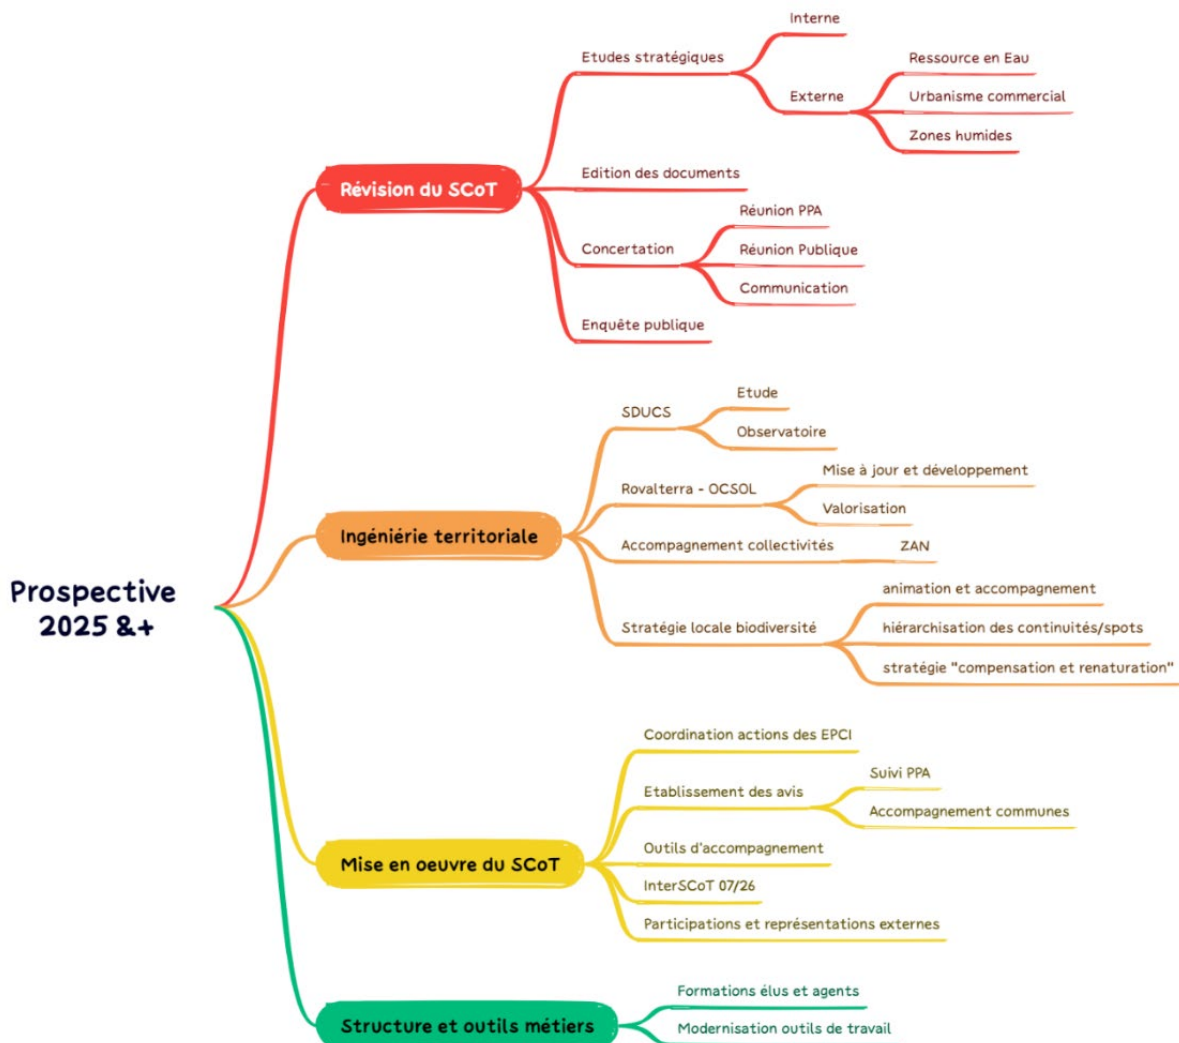 Prospective
2025 &+
Révision du SCoT
Etudes stratégiques
Interne
Externe
Ressource en Eau
Urbanisme commercial
Zones humides
Edition des documents
Concertation
Réunion PPA
Réunion Publique
Communication
Enquête publique
Ingéniérie territoriale
SDUCS
Etude
Observatoire
Rovalterra - OCSOL
Mise à jour et développement
Valorisation
Accompagnement collectivités
ZAN
Stratégie locale biodiversité
animation et accompagnement
hiérarchisation des continuités/spots
stratégie "compensation et renaturation"
Mise en oeuvre du SCoT
Coordination actions des EPCI
Etablissement des avis
Suivi PPA
Accompagnement communes
Outils d'accompagnement
InterSCoT 07/26
Participations et représentations externes
Structure et outils métiers
Formations élus et agents
Modernisation outils de travail